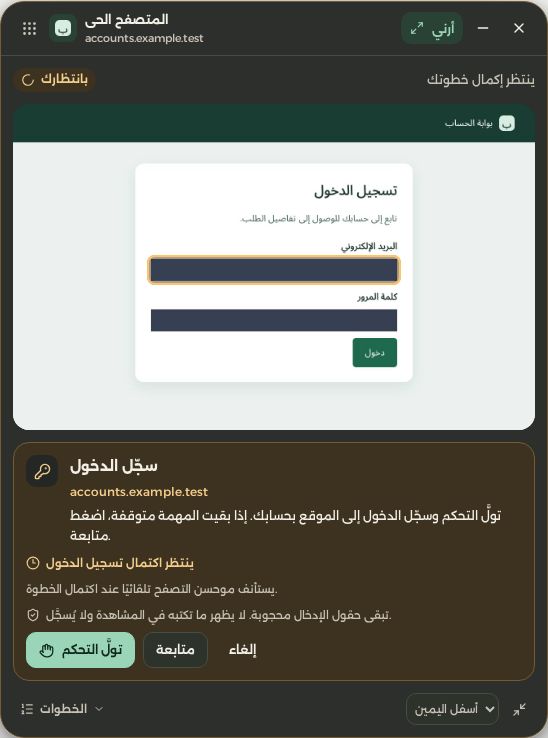 المتصفح الحي
accounts.example.test
أرني
ينتظر إكمال خطوتك
بانتظارك
ب بوابة الحساب
تسجيل الدخول
تابع إلى حسابك للوصول إلى تفاصيل الطلب.
البريد الإلكتروني
كلمة المرور
دخول
سجّل الدخول
accounts.example.test
تولَّ التحكم وسجّل الدخول إلى الموقع بحسابك. إذا بقيت المهمة متوقفة، اضغط
متابعة.
ينتظر اكتمال تسجيل الدخول
يستأنف موحسن التصفح تلقائيًا عند اكتمال الخطوة.
تبقى حقول الإدخال محجوبة. لا يظهر ما تكتبه في المشاهدة ولا يُسجَّل.
تولَّ التحكم
متابعة
إلغاء
الخطوات
أسفل اليمين